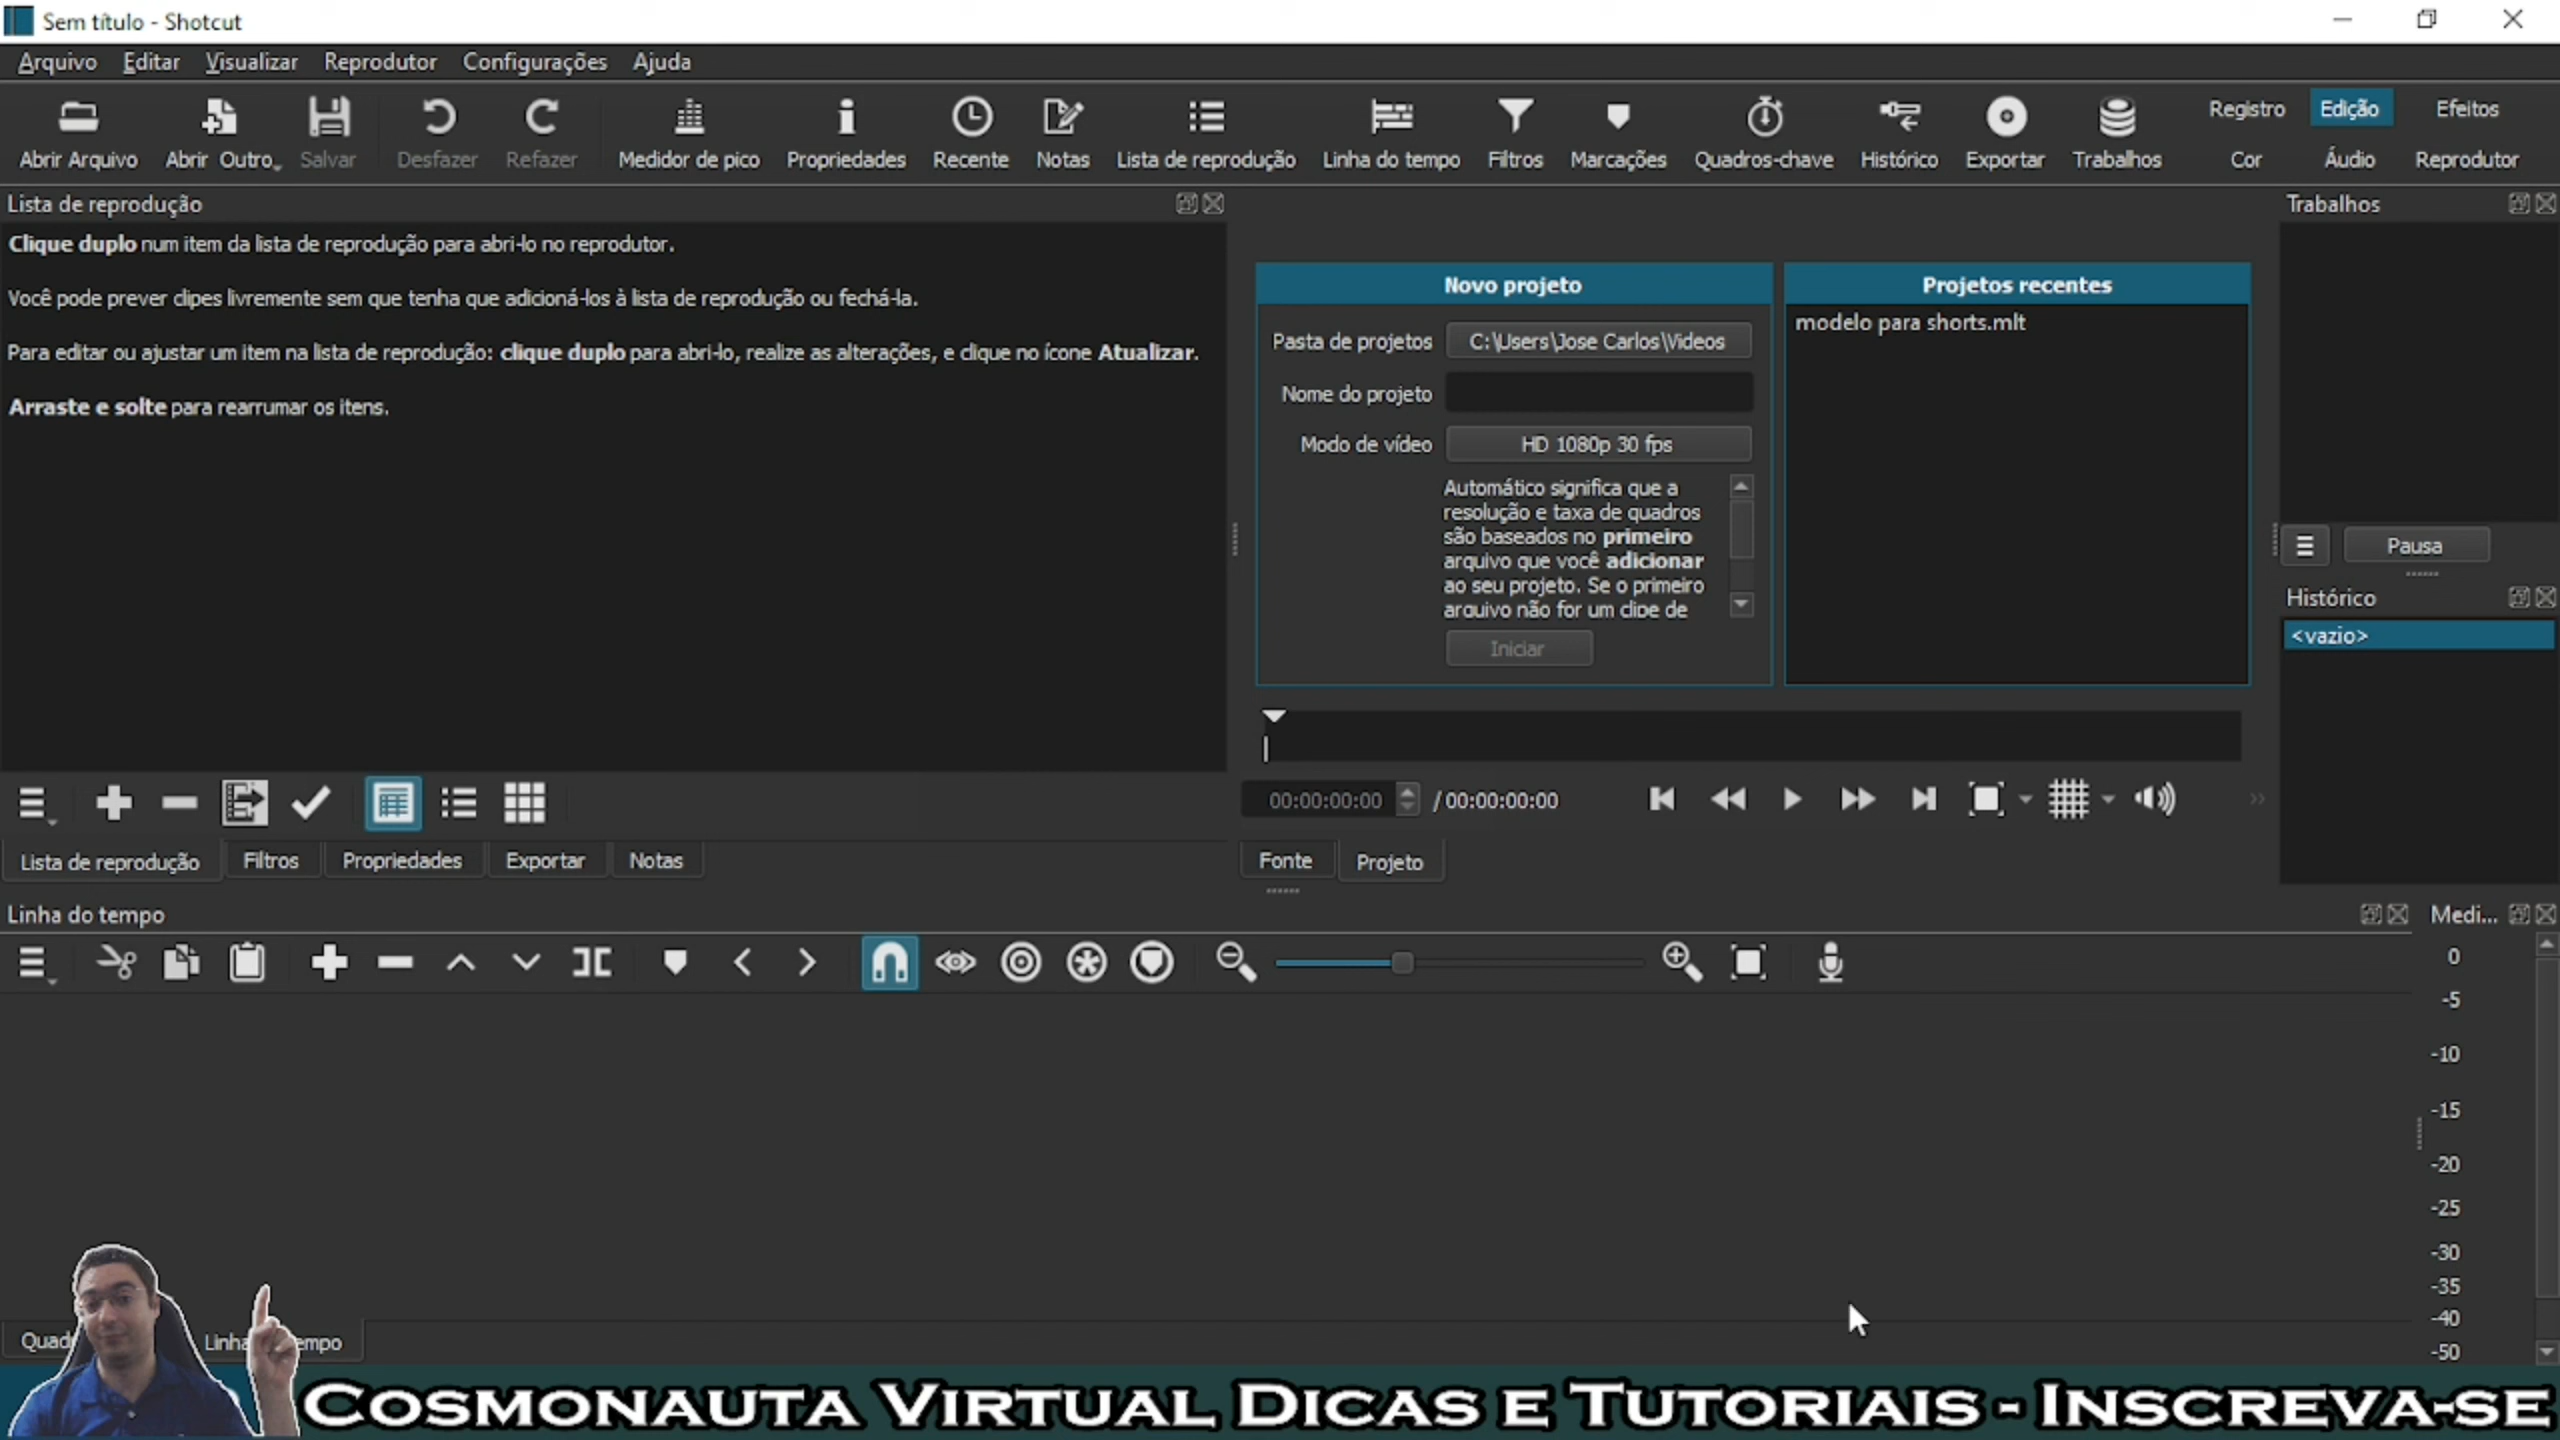 Sem título - Shotcut
Arquivo Editar Visualizar Reprodutor Configurações Ajuda
Abrir Arquivo Abrir Outro Salvar Desfazer Refazer Medidor de pico Propriedades Recente Notas Lista de reprodução Linha do tempo Filtros Marcações Quadros-chave Histórico Exportar Trabalhos
Registro Edição Efeitos
Cor Áudio Reprodutor
Lista de reprodução
Clique duplo num item da lista de reprodução para abri-lo no reprodutor.
Você pode prever clipes livremente sem que tenha que adicioná-los à lista de reprodução ou fechá-la.
Para editar ou ajustar um item na lista de reprodução: clique duplo para abri-lo, realize as alterações, e clique no ícone Atualizar.
Arraste e solte para rearrumar os itens.
Lista de reprodução Filtros Propriedades Exportar Notas
Novo projeto
Pasta de projetos C:\Users\Jose Carlos\Videos
Nome do projeto
Modo de vídeo HD 1080p 30 fps
Automático significa que a
resolução e taxa de quadros
são baseados no primeiro
arquivo que você adicionar
ao seu projeto. Se o primeiro
arquivo não for um clipe de
Iniciar
Projetos recentes
modelo para shorts.mlt
00:00:00:00 / 00:00:00:00
Fonte Projeto
Trabalhos
Pausa
Histórico
<vazio>
Linha do tempo
Medi...
0
-5
-10
-15
-20
-25
-30
-35
-40
-50
Cosmonauta Virtual Dicas e Tutoriais - Inscreva-se